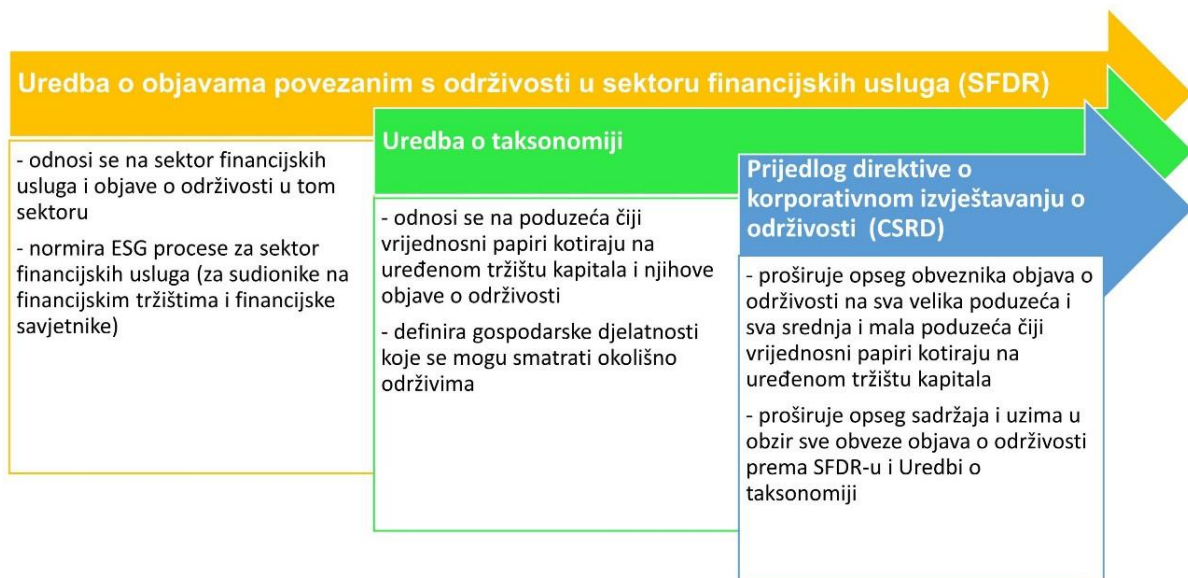 Uredba o objavama povezanim s održivosti u sektoru financijskih usluga (SFDR)
- odnosi se na sektor financijskih
usluga i objave o održivosti u tom
sektoru
- normira ESG procese za sektor
financijskih usluga (za sudionike na
financijskim tržištima i financijske
savjetnike)
Uredba o taksonomiji
- odnosi se na poduzeća čiji
vrijednosni papiri kotiraju na
uređenom tržištu kapitala i njihove
objave o održivosti
- definira gospodarske djelatnosti
koje se mogu smatrati okolišno
održivima
Prijedlog direktive o
korporativnom izvještavanju o
održivosti (CSRD)
- proširuje opseg obveznika objava o
održivosti na sva velika poduzeća i
sva srednja i mala poduzeća čiji
vrijednosni papiri kotiraju na
uređenom tržištu kapitala
- proširuje opseg sadržaja i uzima u
obzir sve obveze objava o održivosti
prema SFDR-u i Uredbi o
taksonomiji